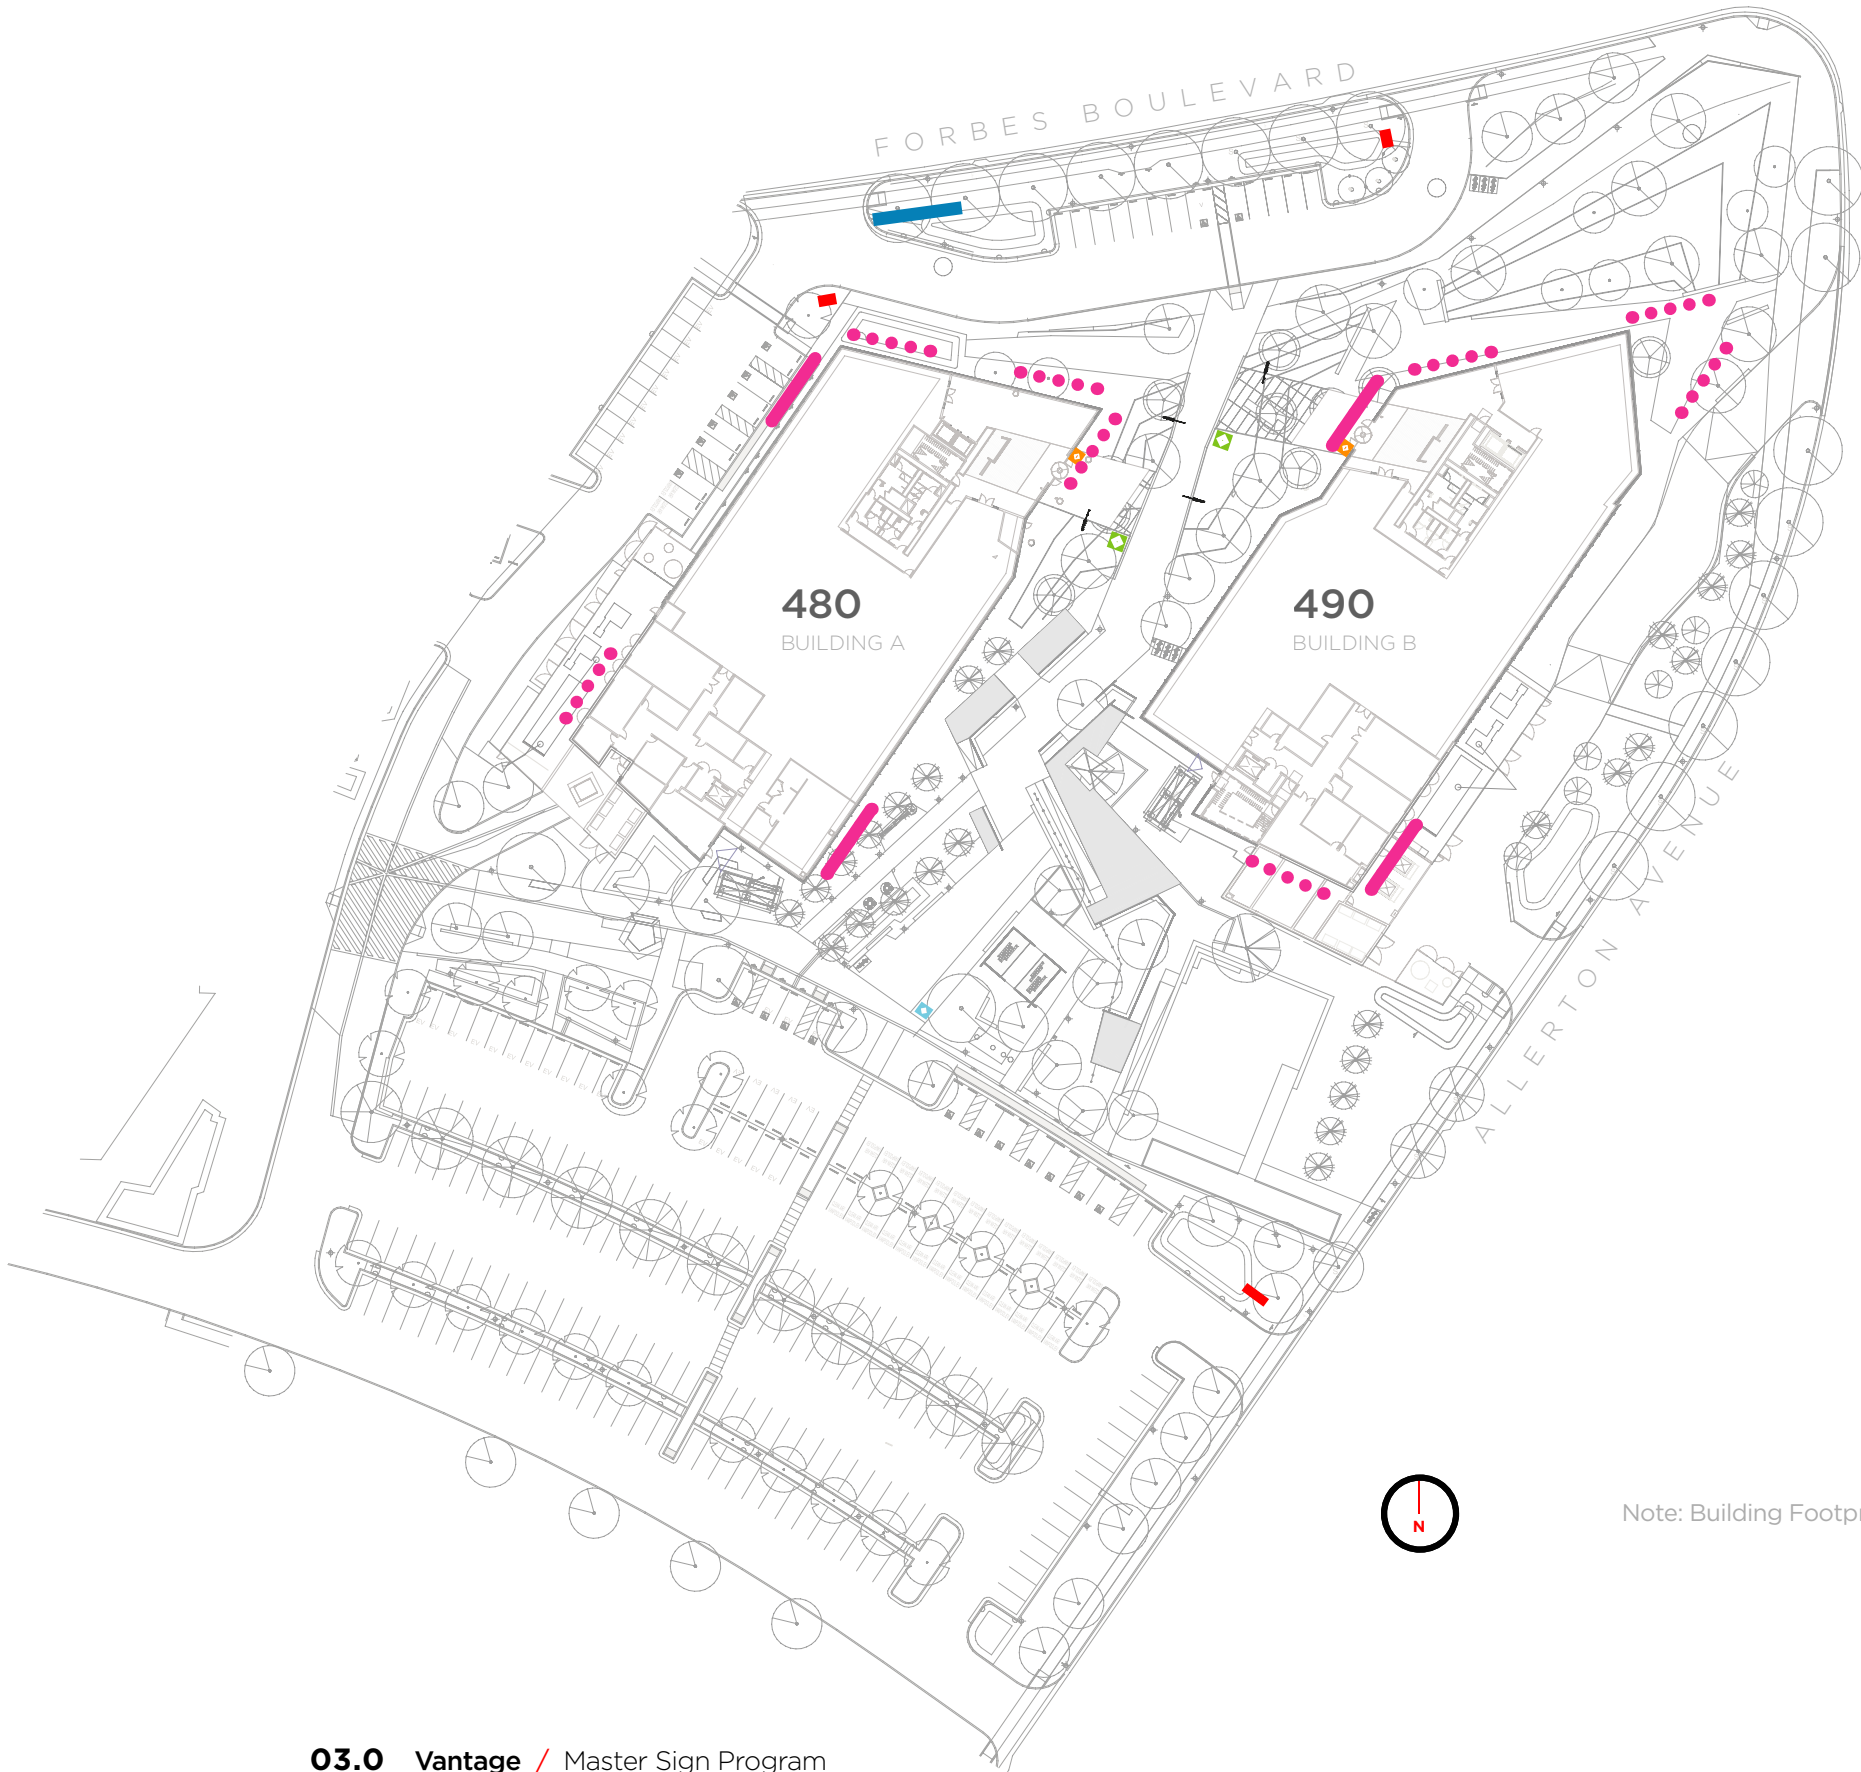 FORBES BOULEVARD
480
BUILDING A
490
BUILDING B
ALLERTON AVENUE
N
Note: Building Footpr
03.0 Vantage / Master Sign Program